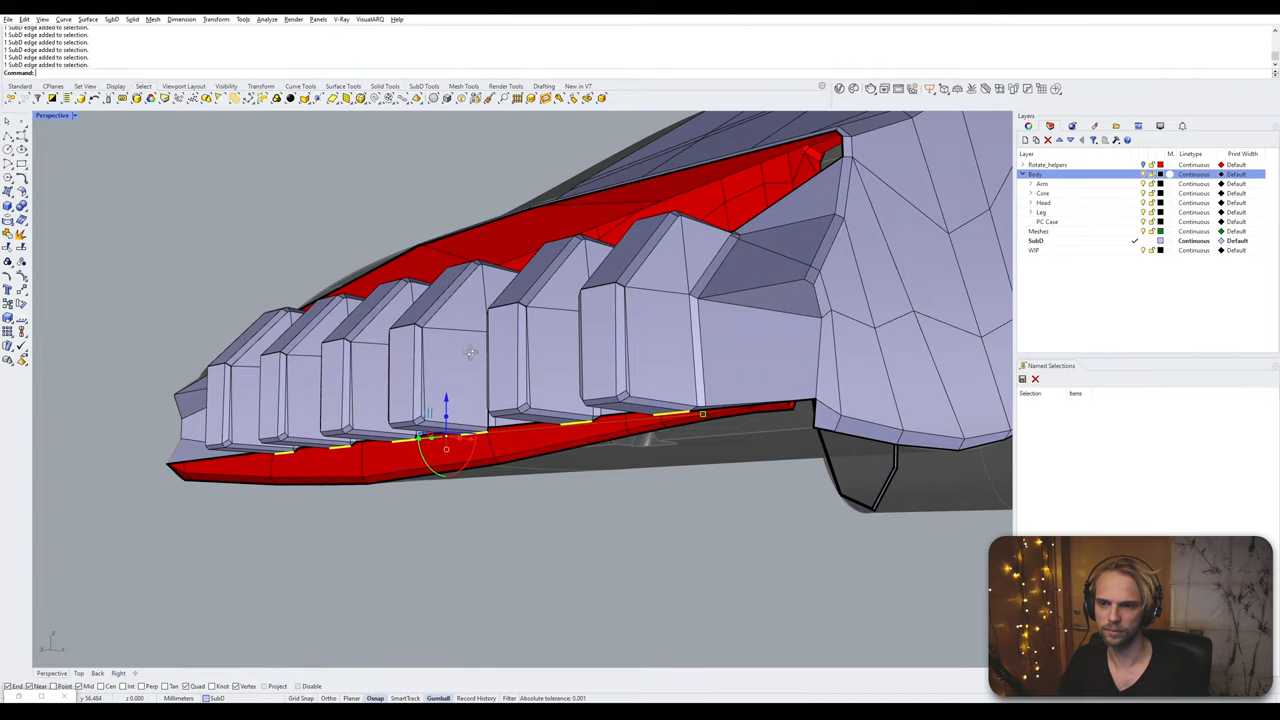 File Edit View Curve Surface SubD Solid Mesh Dimension Transform Tools Analyze Render Panels V-Ray VisualARQ Help
1 SubD edge added to selection.
1 SubD edge added to selection.
1 SubD edge added to selection.
1 SubD edge added to selection.
1 SubD edge added to selection.
1 SubD edge added to selection.
Command:
Standard CPlanes Set View Display Select Viewport Layout Visibility Transform Curve Tools Surface Tools Solid Tools SubD Tools Mesh Tools Render Tools Drafting New in V7
Perspective
Layers
Layer M. Linetype Print Width
Rotate_helpers Continuous Default
Body Continuous Default
Arm Continuous Default
Core Continuous Default
Head Continuous Default
Leg Continuous Default
PC Case Continuous Default
Meshes Continuous Default
SubD Continuous Default
WIP Continuous Default
Named Selections
Selection Items
z
y x
Perspective Top Back Right
End Near Point Mid Cen Int Perp Tan Quad Knot Vertex Project Disable
y 56.484 z 0.000 Millimeters SubD Grid Snap Ortho Planar Osnap SmartTrack Gumball Record History Filter Absolute tolerance: 0.001